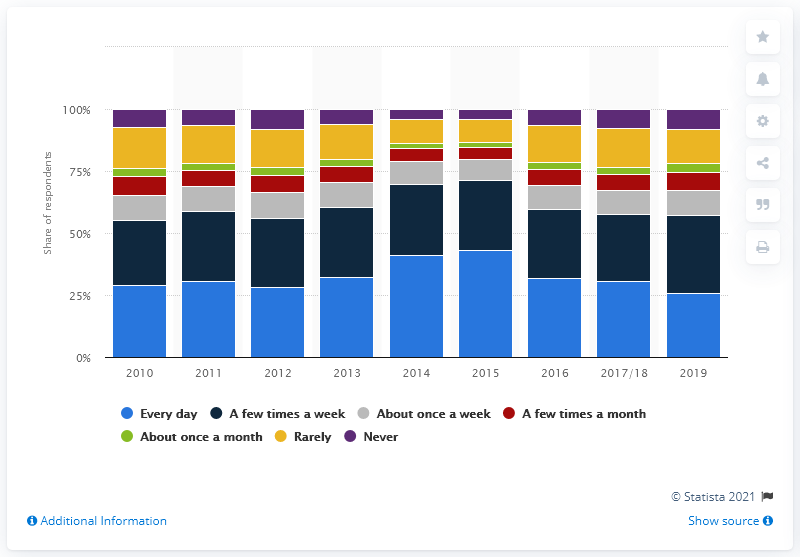 100%
75%
50%
25%
0%
Share of respondents
2010 2011 2012 2013 2014 2015 2016 2017/18 2019
Every day A few times a week About once a week A few times a month
About once a month Rarely Never
© Statista 2021
Additional Information Show source